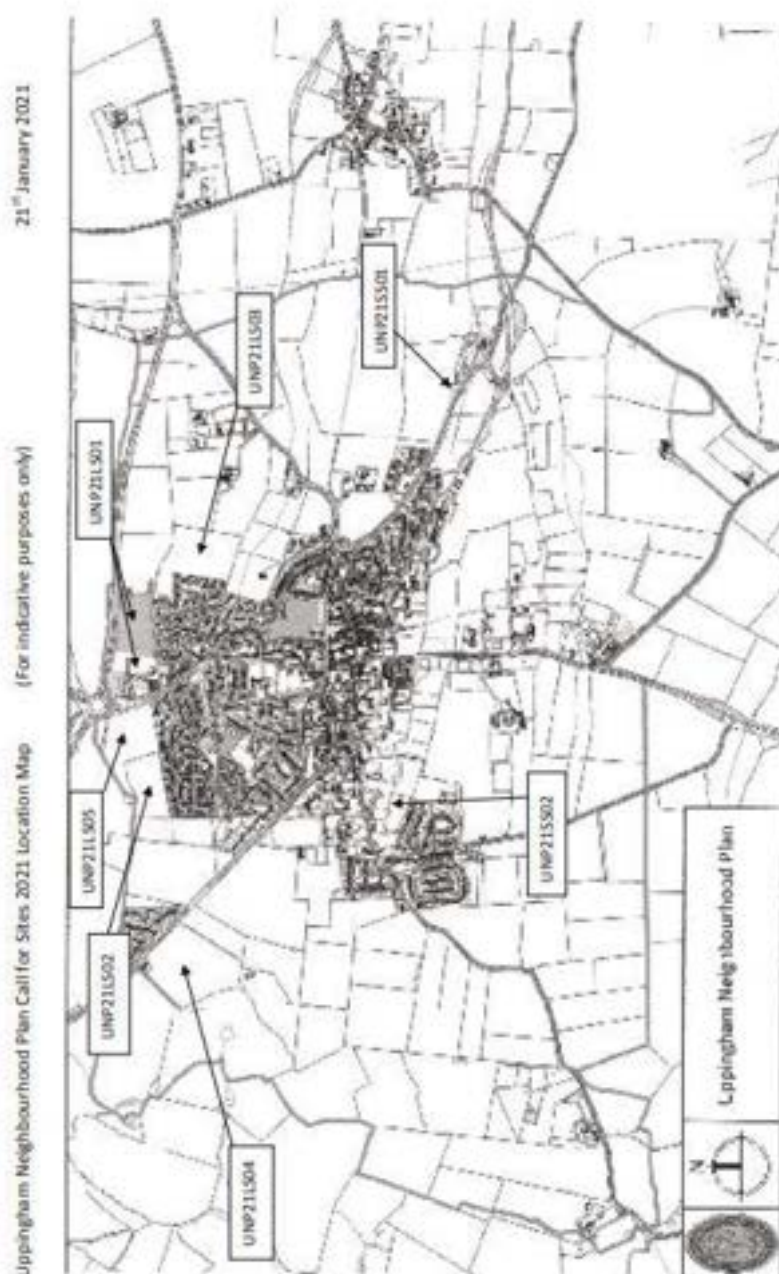 Uppingham Neighbourhood Plan Call for Sites 2021 Location Map (For indicative purposes only) 21st January 2021
UNP21LS01
UNP21LS03
UNP21LS05
UNP21LS02
UNP21LS04
UNP21SS01
UNP21SS02
N
Uppingham Neighbourhood Plan